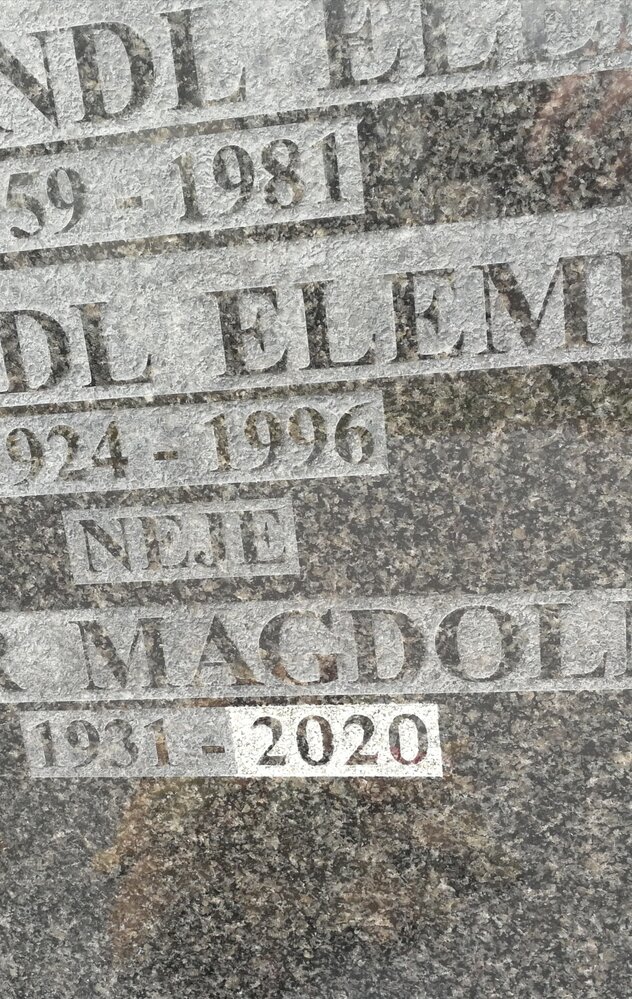 NDL ELE
59 - 1981
DL ELEM
924 - 1996
NEJE
R MAGDOL
1931 - 2020